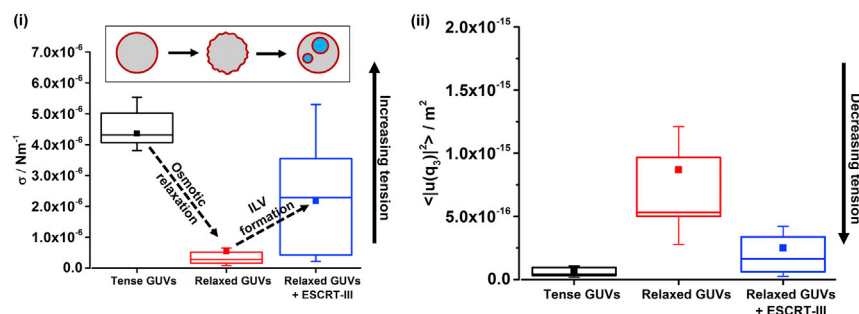 (i)
7.0x10⁻⁶
6.0x10⁻⁶
5.0x10⁻⁶
4.0x10⁻⁶
3.0x10⁻⁶
2.0x10⁻⁶
1.0x10⁻⁶
0.0
σ / Nm⁻¹
Osmotic
relaxation
ILV
formation
Increasing tension
Tense GUVs
Relaxed GUVs
Relaxed GUVs
+ ESCRT-III
(ii)
2.0x10⁻¹⁵
1.5x10⁻¹⁵
1.0x10⁻¹⁵
5.0x10⁻¹⁶
0.0
<|u(q₃)|²> / m²
Decreasing tension
Tense GUVs
Relaxed GUVs
Relaxed GUVs
+ ESCRT-III